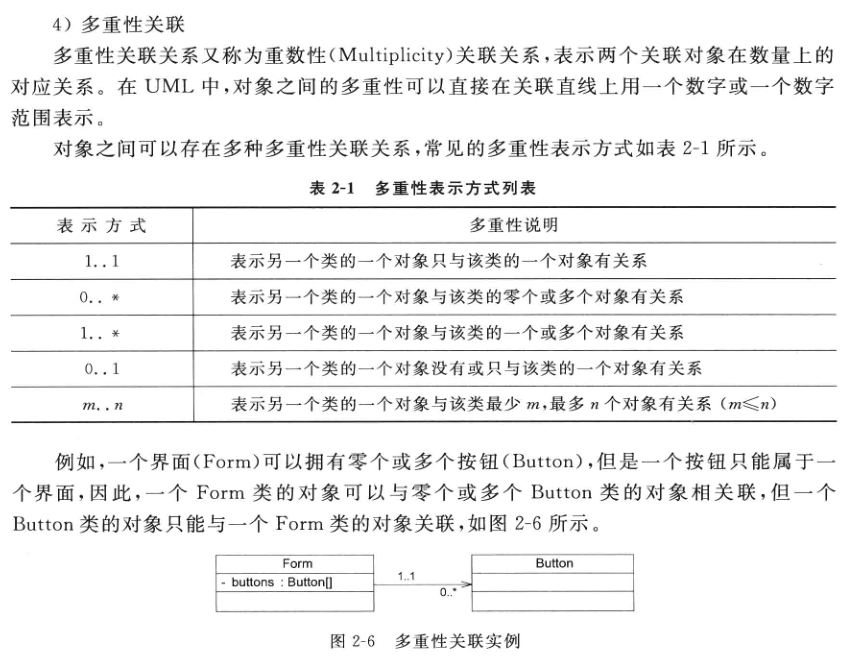 4）多重性关联
多重性关联关系又称为重数性(Multiplicity)关联关系,表示两个关联对象在数量上的
对应关系。在 UML 中,对象之间的多重性可以直接在关联直线上用一个数字或一个数字
范围表示。
对象之间可以存在多种多重性关联关系,常见的多重性表示方式如表 2-1 所示。
表 2-1 多重性表示方式列表
表示方式 多重性说明
1..1 表示另一个类的一个对象只与该类的一个对象有关系
0..* 表示另一个类的一个对象与该类的零个或多个对象有关系
1..* 表示另一个类的一个对象与该类的一个或多个对象有关系
0..1 表示另一个类的一个对象没有或只与该类的一个对象有关系
m..n 表示另一个类的一个对象与该类最少 m,最多 n 个对象有关系（m≤n）
例如,一个界面(Form)可以拥有零个或多个按钮(Button),但是一个按钮只能属于一
个界面,因此,一个 Form 类的对象可以与零个或多个 Button 类的对象相关联,但一个
Button 类的对象只能与一个 Form 类的对象关联,如图 2-6 所示。
Form
- buttons : Button[]
1..1
0..*
Button
图 2-6 多重性关联实例